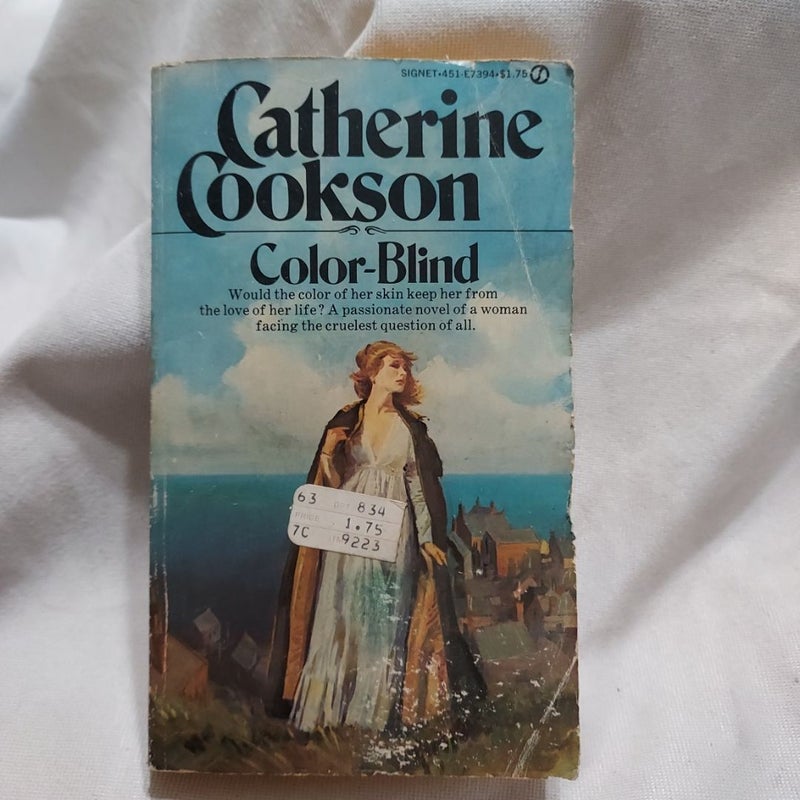 SIGNET•451-E7394•$1.75
Catherine
Cookson
Color-Blind
Would the color of her skin keep her from
the love of her life? A passionate novel of a woman
facing the cruelest question of all.
63 834
PRICE 1.75
7C 9223